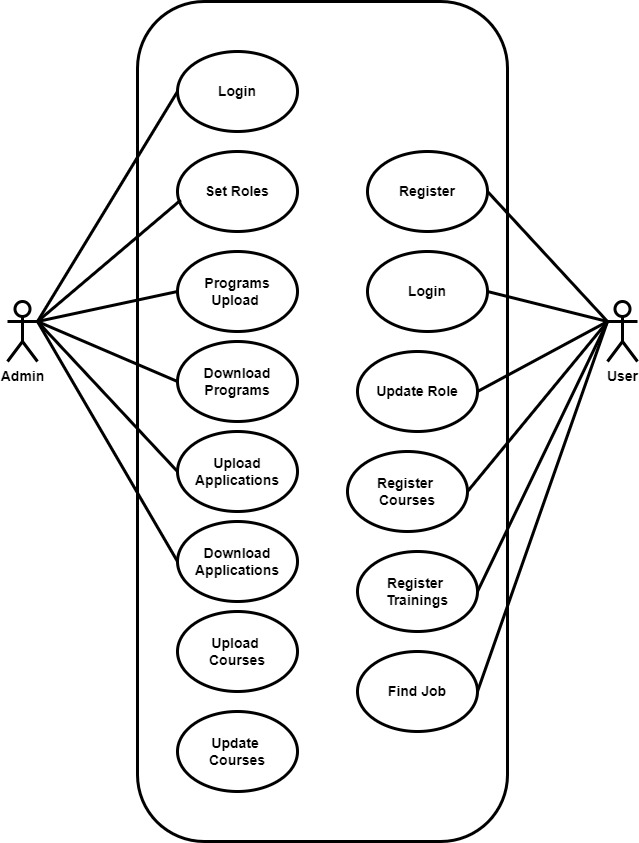 Login
Set Roles
Programs
Upload
Download
Programs
Upload
Applications
Download
Applications
Upload
Courses
Update
Courses
Register
Login
Update Role
Register
Courses
Register
Trainings
Find Job
Admin
User